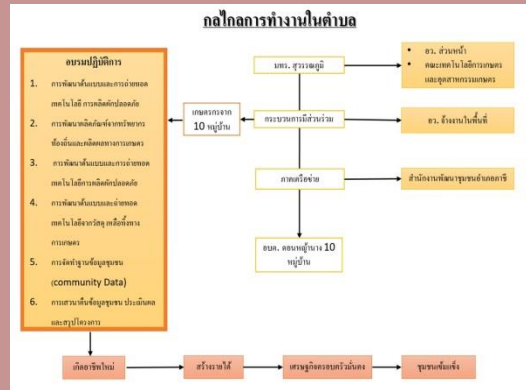 กลไกลการทำงานในตำบล
อบรมปฏิบัติการ
1. การพัฒนาต้นแบบและการถ่ายทอด
เทคโนโลยี การผลิตผักปลอดภัย
2. การพัฒนาผลิตภัณฑ์จากทรัพยากร
ท้องถิ่นและผลิตผลทางการเกษตร
3. การพัฒนาต้นแบบและการถ่ายทอด
เทคโนโลยีการผลิตผักปลอดภัย
4. การพัฒนาต้นแบบและถ่ายทอด
เทคโนโลยีจากวัสดุ เหลือทิ้งทาง
การเกษตร
5. การจัดทำฐานข้อมูลชุมชน
(community Data)
6. การเสวนาคืนข้อมูลชุมชน ประเมินผล
และสรุปโครงการ
เกษตรกรจาก
10 หมู่บ้าน
มทร. สุวรรณภูมิ
กระบวนการมีส่วนร่วม
ภาคเครือข่าย
อบต. ดอนหญ้านาง 10
หมู่บ้าน
• อว. ส่วนหน้า
• คณะเทคโนโลยีการเกษตร
และอุตสาหกรรมเกษตร
อว. จ้างงานในพื้นที่
สำนักงานพัฒนาชุมชนอำเภอภาชี
เกิดอาชีพใหม่
สร้างรายได้
เศรษฐกิจครอบครัวมั่นคง
ชุมชนเข้มแข็ง